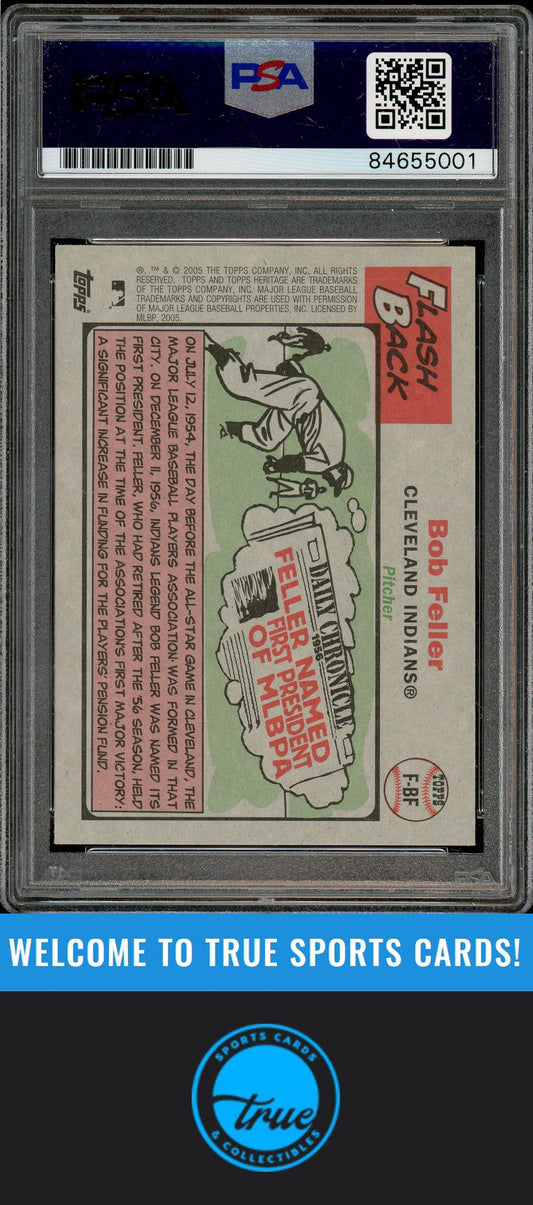 PSA
PSA
84655001
FLASH
BACK
Bob Feller
CLEVELAND INDIANS®
Pitcher
TOPPS
F-BF
DAILY CHRONICLE
1956
FELLER NAMED
FIRST PRESIDENT
OF MLBPA
ON JULY 12, 1954, THE DAY BEFORE THE ALL-STAR GAME IN CLEVELAND, THE
MAJOR LEAGUE BASEBALL PLAYERS ASSOCIATION WAS FORMED IN THAT
CITY. ON DECEMBER 11, 1956, INDIANS LEGEND BOB FELLER WAS NAMED ITS
FIRST PRESIDENT. FELLER, WHO HAD RETIRED AFTER THE '56 SEASON, HELD
THE POSITION AT THE TIME OF THE ASSOCIATION'S FIRST MAJOR VICTORY:
A SIGNIFICANT INCREASE IN FUNDING FOR THE PLAYERS' PENSION FUND.
®, ™ & © 2005 THE TOPPS COMPANY, INC. ALL RIGHTS
RESERVED. TOPPS AND TOPPS HERITAGE ARE TRADEMARKS
OF THE TOPPS COMPANY, INC. MAJOR LEAGUE BASEBALL
TRADEMARKS AND COPYRIGHTS ARE USED WITH PERMISSION
OF MAJOR LEAGUE BASEBALL PROPERTIES, INC. LICENSED BY
MLBP, 2005.
topps
PSA
WELCOME TO TRUE SPORTS CARDS!
SPORTS CARDS
true
& COLLECTIBLES